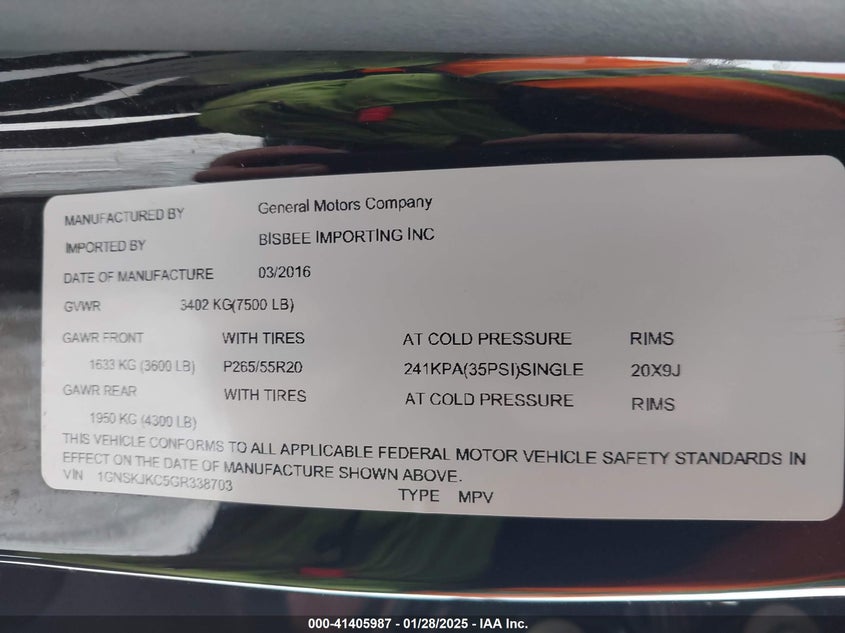 MANUFACTURED BY General Motors Company
IMPORTED BY BISBEE IMPORTING INC
DATE OF MANUFACTURE 03/2016
GVWR 3402 KG(7500 LB)
GAWR FRONT WITH TIRES AT COLD PRESSURE RIMS
1633 KG (3600 LB) P265/55R20 241KPA(35PSI)SINGLE 20X9J
GAWR REAR WITH TIRES AT COLD PRESSURE RIMS
1950 KG (4300 LB)
THIS VEHICLE CONFORMS TO ALL APPLICABLE FEDERAL MOTOR VEHICLE SAFETY STANDARDS IN
EFFECT ON THE DATE OF MANUFACTURE SHOWN ABOVE.
VIN 1GNSKJKC5GR338703 TYPE MPV
000-41405987 - 01/28/2025 - IAA Inc.